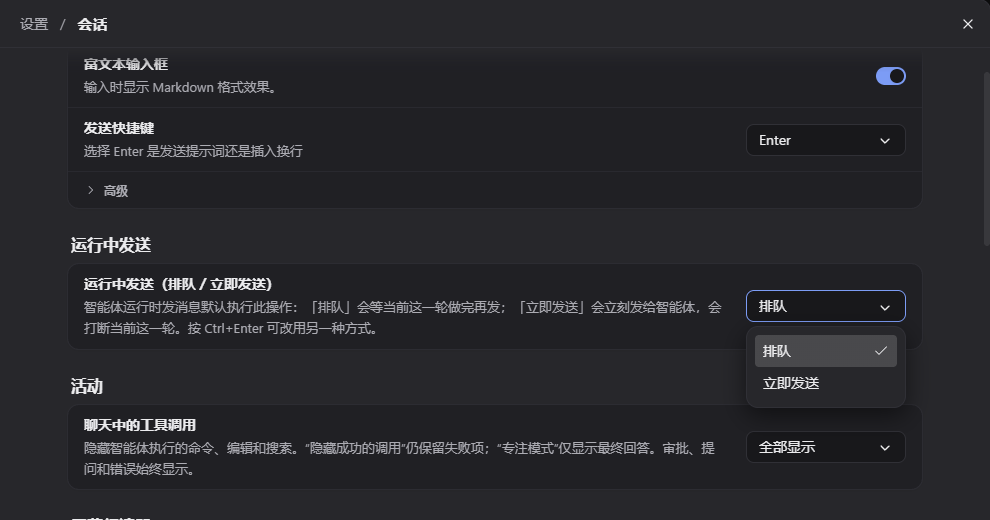 设置 / 会话
富文本输入框
输入时显示 Markdown 格式效果。
发送快捷键
选择 Enter 是发送提示词还是插入换行
Enter
高级
运行中发送
运行中发送（排队 / 立即发送）
智能体运行时发消息默认执行此操作：「排队」会等当前这一轮做完再发；「立即发送」会立刻发给智能体，会
打断当前这一轮。按 Ctrl+Enter 可改用另一种方式。
排队
排队
立即发送
活动
聊天中的工具调用
隐藏智能体执行的命令、编辑和搜索。“隐藏成功的调用”仍保留失败项；“专注模式”仅显示最终回答。审批、提
问和错误始终显示。
全部显示